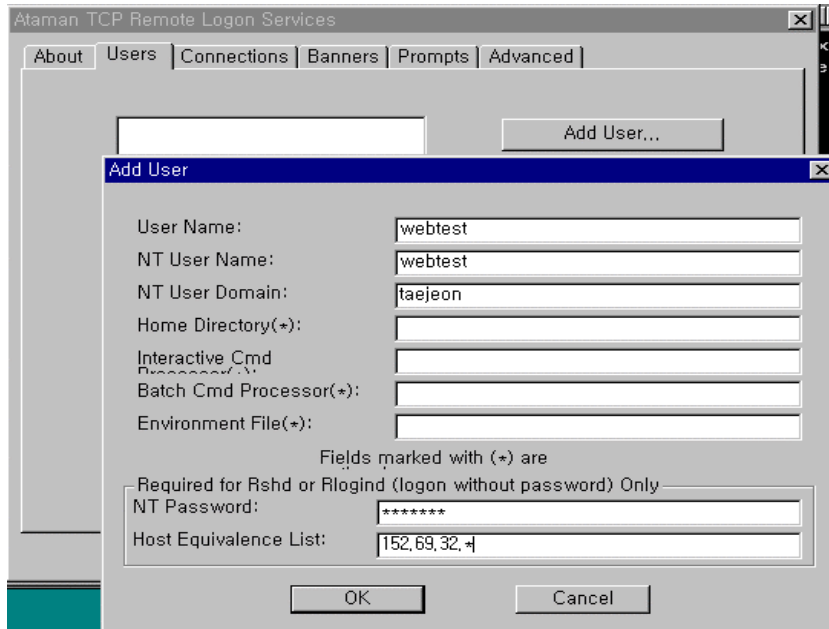 Ataman TCP Remote Logon Services
About Users Connections Banners Prompts Advanced
Add User...
Add User
User Name: webtest
NT User Name: webtest
NT User Domain: taejeon
Home Directory(*):
Interactive Cmd
Batch Cmd Processor(*):
Environment File(*):
Fields marked with (*) are
Required for Rshd or Rlogind (logon without password) Only
NT Password: *******
Host Equivalence List: 152.69.32.*
OK Cancel